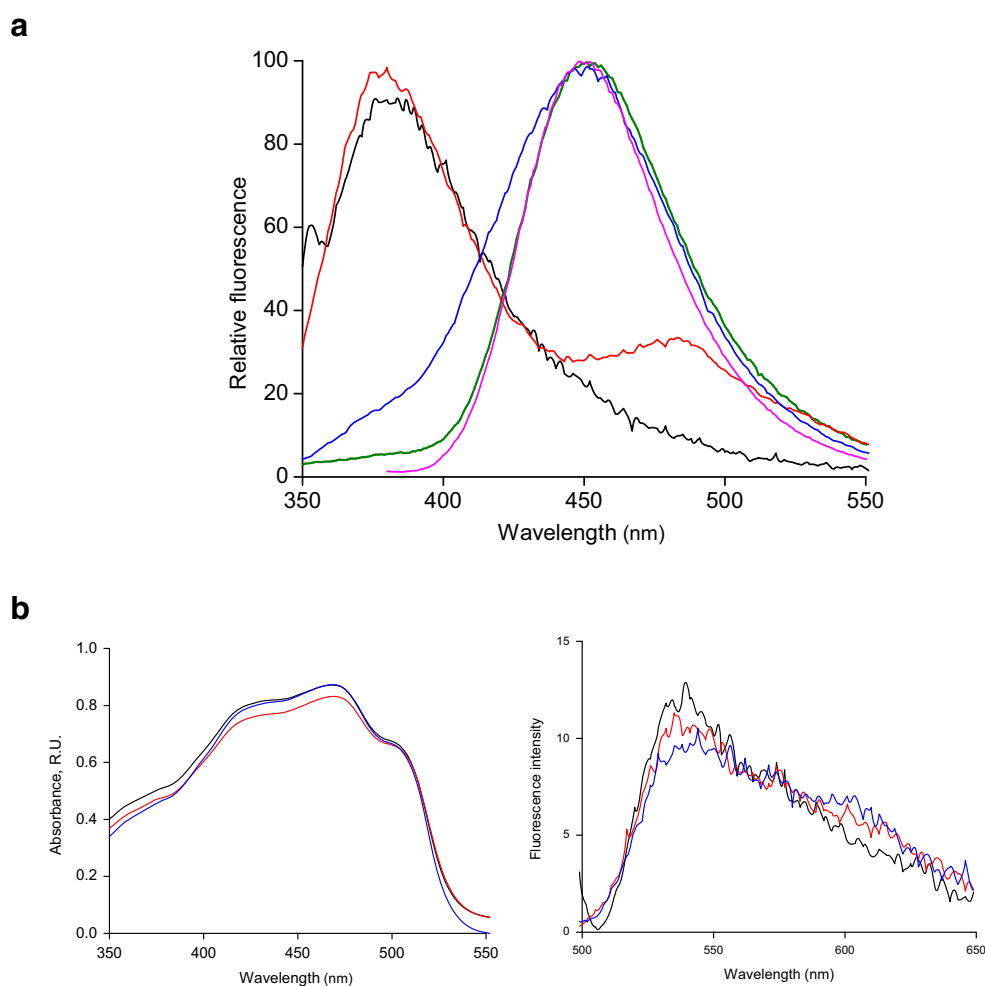 a
100
80
60
40
20
0
Relative fluorescence
350 400 450 500 550
Wavelength (nm)
b
1.0
0.8
0.6
0.4
0.2
0.0
Absorbance, R.U.
350 400 450 500 550
Wavelength (nm)
15
10
5
0
Fluorescence intensity
500 550 600 650
Wavelength (nm)